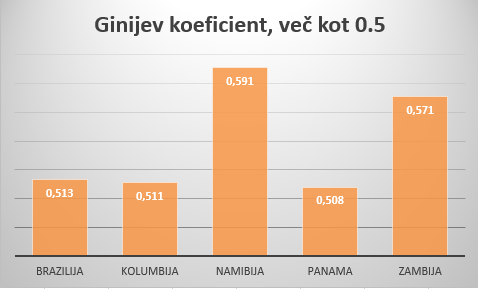 Ginijev koeficient, več kot 0.5
0,513
0,511
0,591
0,508
0,571
BRAZILIJA
KOLUMBIJA
NAMIBIJA
PANAMA
ZAMBIJA